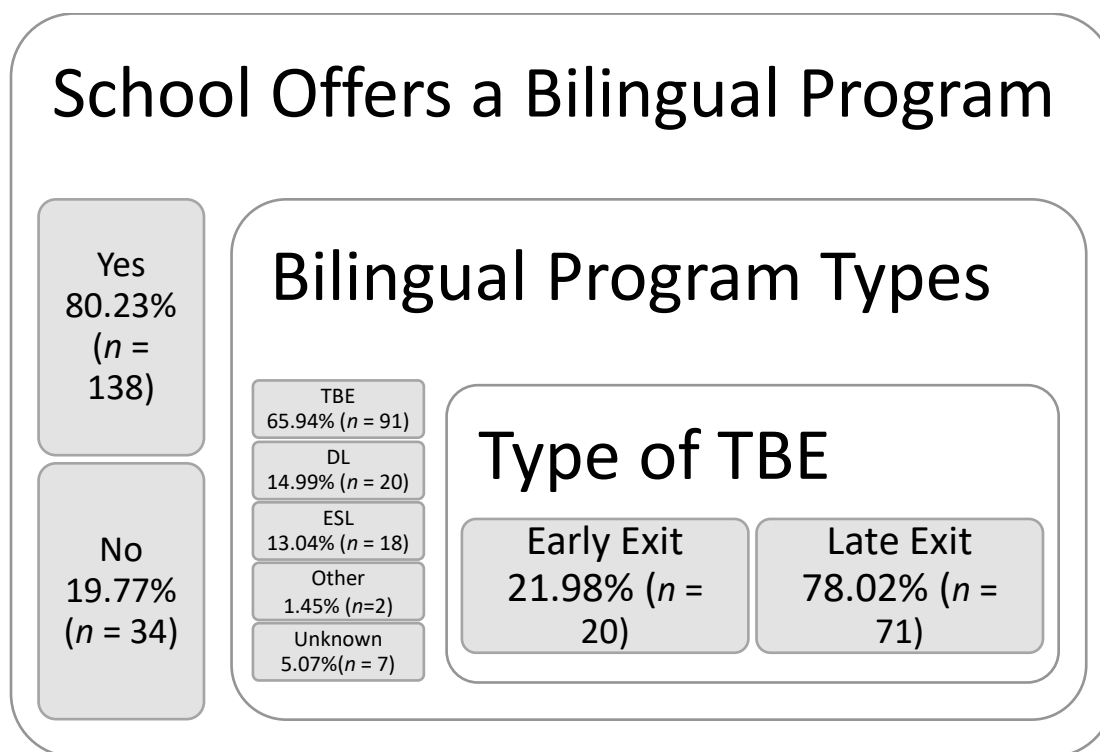 School Offers a Bilingual Program
Yes
80.23%
(n =
138)
No
19.77%
(n = 34)
Bilingual Program Types
TBE
65.94% (n = 91)
DL
14.99% (n = 20)
ESL
13.04% (n = 18)
Other
1.45% (n=2)
Unknown
5.07%(n = 7)
Type of TBE
Early Exit
21.98% (n =
20)
Late Exit
78.02% (n =
71)